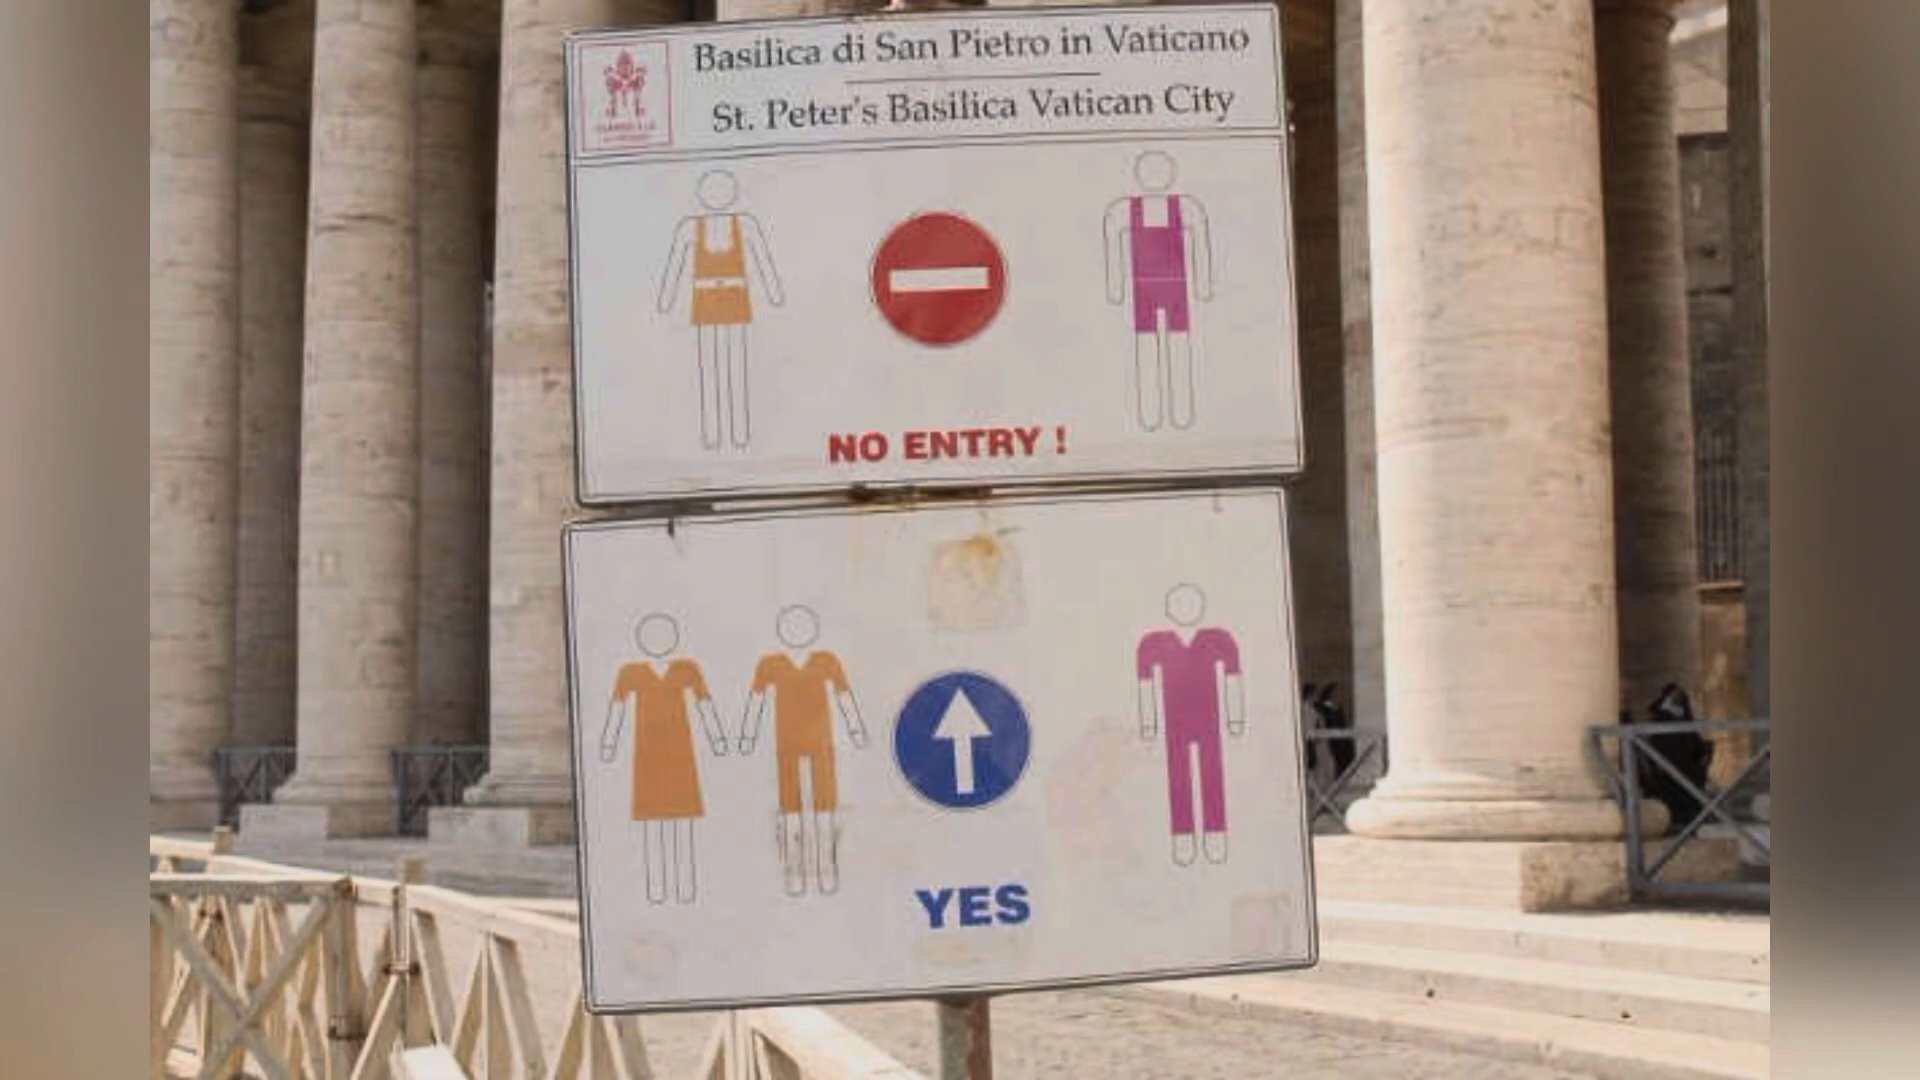 Basilica di San Pietro in Vaticano
St. Peter's Basilica Vatican City
NO ENTRY !
YES